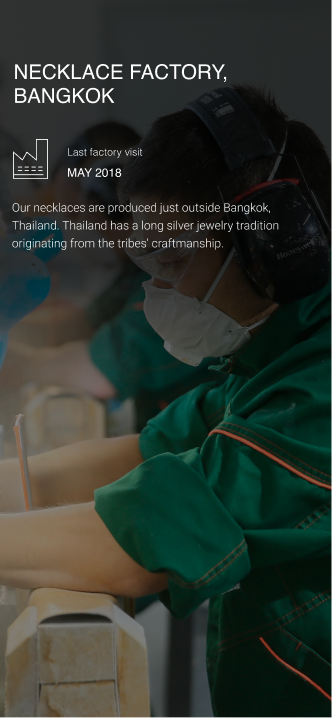 NECKLACE FACTORY,
BANGKOK
Last factory visit
MAY 2018
Our necklaces are produced just outside Bangkok,
Thailand. Thailand has a long silver jewelry tradition
originating from the tribes' craftmanship.
Honeywell